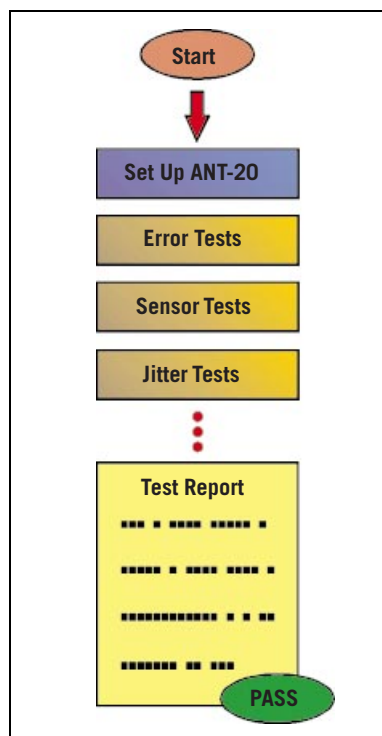 Start
Set Up ANT-20
Error Tests
Sensor Tests
Jitter Tests
Test Report
PASS